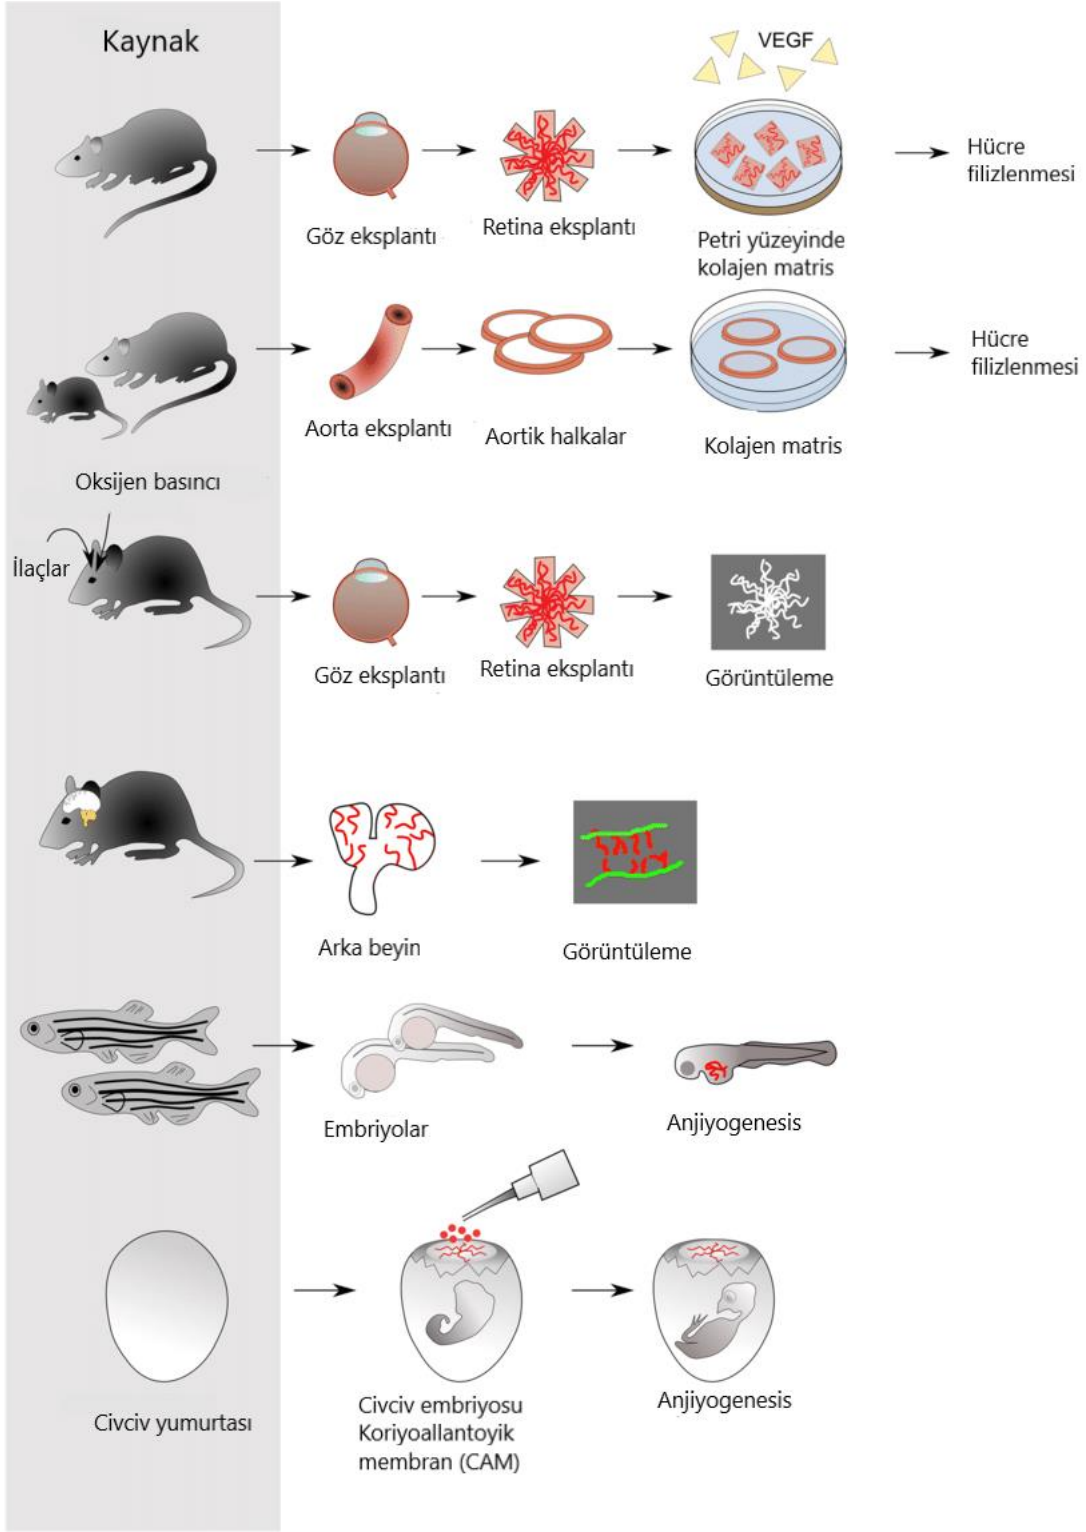 Kaynak
VEGF
Göz eksplantı
Retina eksplantı
Petri yüzeyinde
kolajen matris
Hücre
filizlenmesi
Aorta eksplantı
Aortik halkalar
Kolajen matris
Hücre
filizlenmesi
Oksijen basıncı
İlaçlar
Göz eksplantı
Retina eksplantı
Görüntüleme
Arka beyin
Görüntüleme
Embriyolar
Anjiyogenesis
Civciv yumurtası
Civciv embriyosu
Koriyoallantoyik
membran (CAM)
Anjiyogenesis